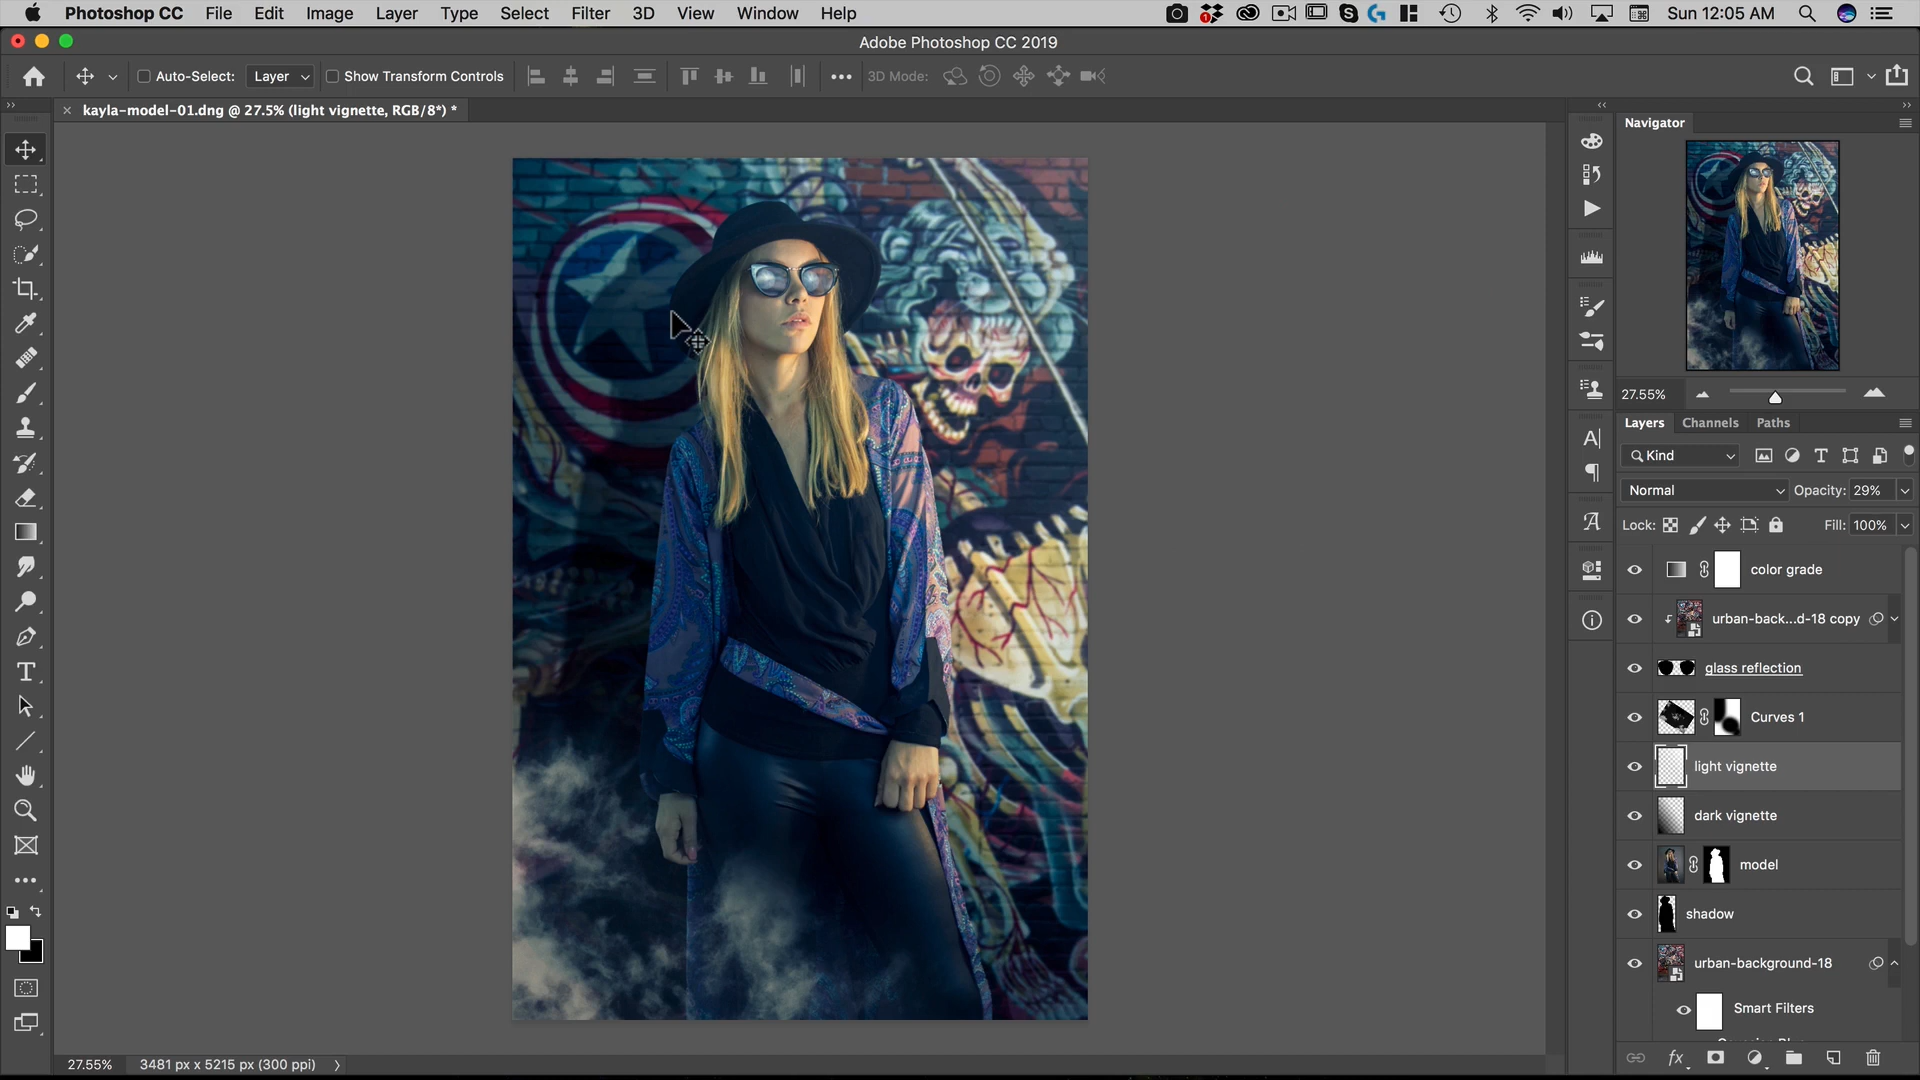 Photoshop CC File Edit Image Layer Type Select Filter 3D View Window Help
1
Sun 12:05 AM
Adobe Photoshop CC 2019
Auto-Select: Layer Show Transform Controls
3D Mode:
kayla-model-01.dng @ 27.5% (light vignette, RGB/8*) *
Navigator
27.55%
Layers Channels Paths
Kind
Normal Opacity: 29%
Lock: Fill: 100%
color grade
urban-back...d-18 copy
glass reflection
Curves 1
light vignette
dark vignette
model
shadow
urban-background-18
Smart Filters
fx
27.55% 3481 px x 5215 px (300 ppi)